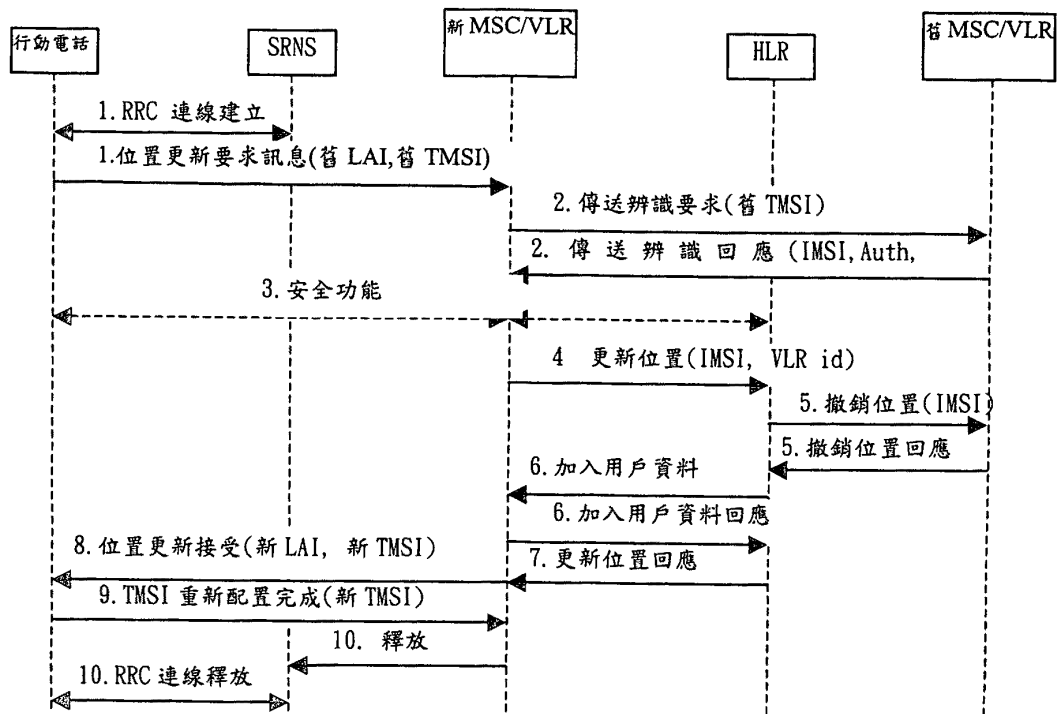 行動電話
SRNS
新 MSC/VLR
HLR
舊 MSC/VLR
1.RRC 連線建立
1.位置更新要求訊息(舊 LAI,舊 TMSI)
2.傳送辨識要求(舊 TMSI)
2. 傳 送 辨 識 回 應 (IMSI,Auth,
3.安全功能
4 更新位置(IMSI, VLR id)
5.撤銷位置(IMSI)
5.撤銷位置回應
6.加入用戶資料
6.加入用戶資料回應
8.位置更新接受(新 LAI, 新 TMSI)
7.更新位置回應
9.TMSI 重新配置完成(新 TMSI)
10. 釋放
10.RRC 連線釋放